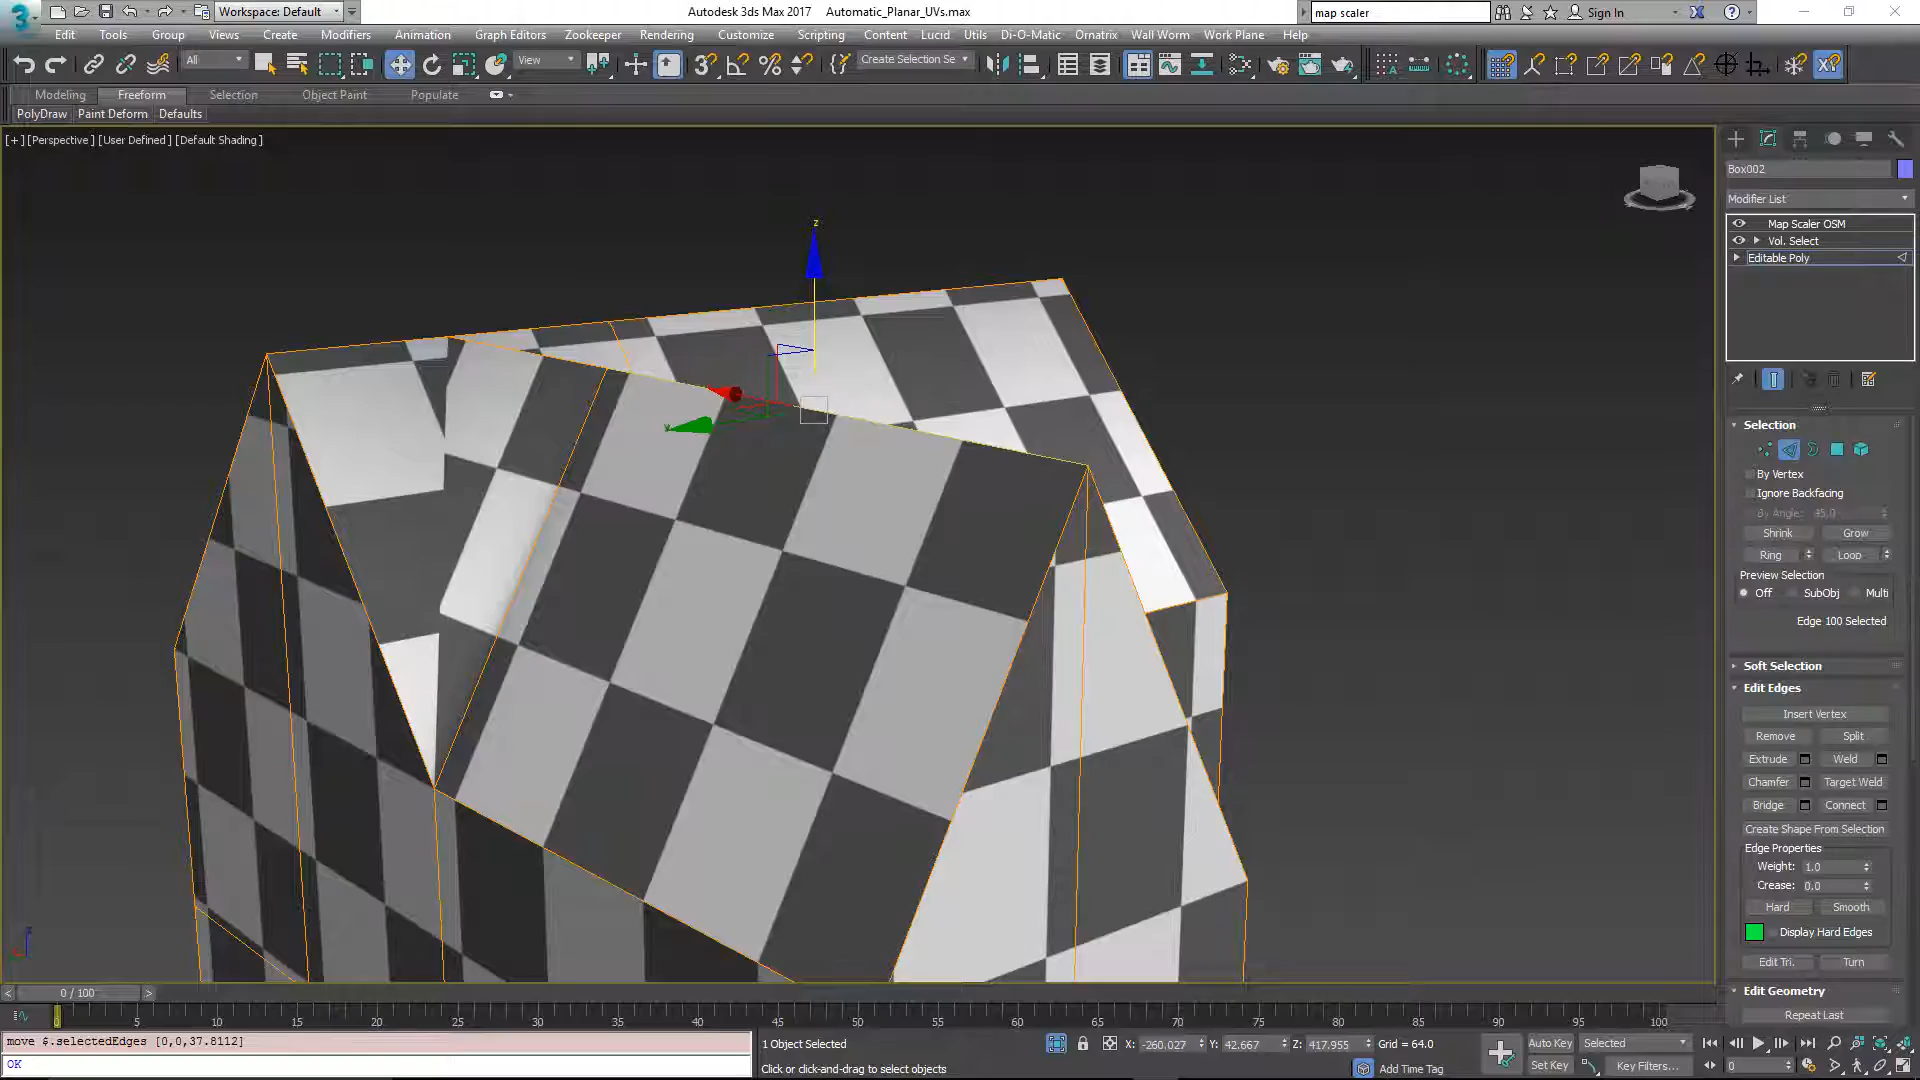 3 Workspace: Default Autodesk 3ds Max 2017 Automatic_Planar_UVs.max map scaler Sign In
Edit Tools Group Views Create Modifiers Animation Graph Editors Zookeeper Rendering Customize Scripting Content Lucid Utils Di-O-Matic Ornatrix Wall Worm Work Plane Help
All View Create Selection Se XY
Modeling Freeform Selection Object Paint Populate
PolyDraw Paint Deform Defaults
[+] [Perspective] [User Defined] [Default Shading]
Box002
Modifier List
Map Scaler OSM
Vol. Select
Editable Poly
z
y
Selection
By Vertex
Ignore Backfacing
By Angle: 45.0
Shrink Grow
Ring Loop
Preview Selection
Off SubObj Multi
Edge 100 Selected
Soft Selection
Edit Edges
Insert Vertex
Remove Split
Extrude Weld
Chamfer Target Weld
Bridge Connect
Create Shape From Selection
Edge Properties
Weight: 1.0
Crease: 0.0
Hard Smooth
Display Hard Edges
Edit Tri. Turn
Edit Geometry
Repeat Last
< 0 / 100 >
0 5 10 15 20 25 30 35 40 45 50 55 60 65 70 75 80 85 90 95 100
move $.selectedEdges [0,0,37.8112]
OK
1 Object Selected X: -260.027 Y: 42.667 Z: 417.955 Grid = 64.0 Auto Key Selected
Click or click-and-drag to select objects Add Time Tag Set Key Key Filters... 0